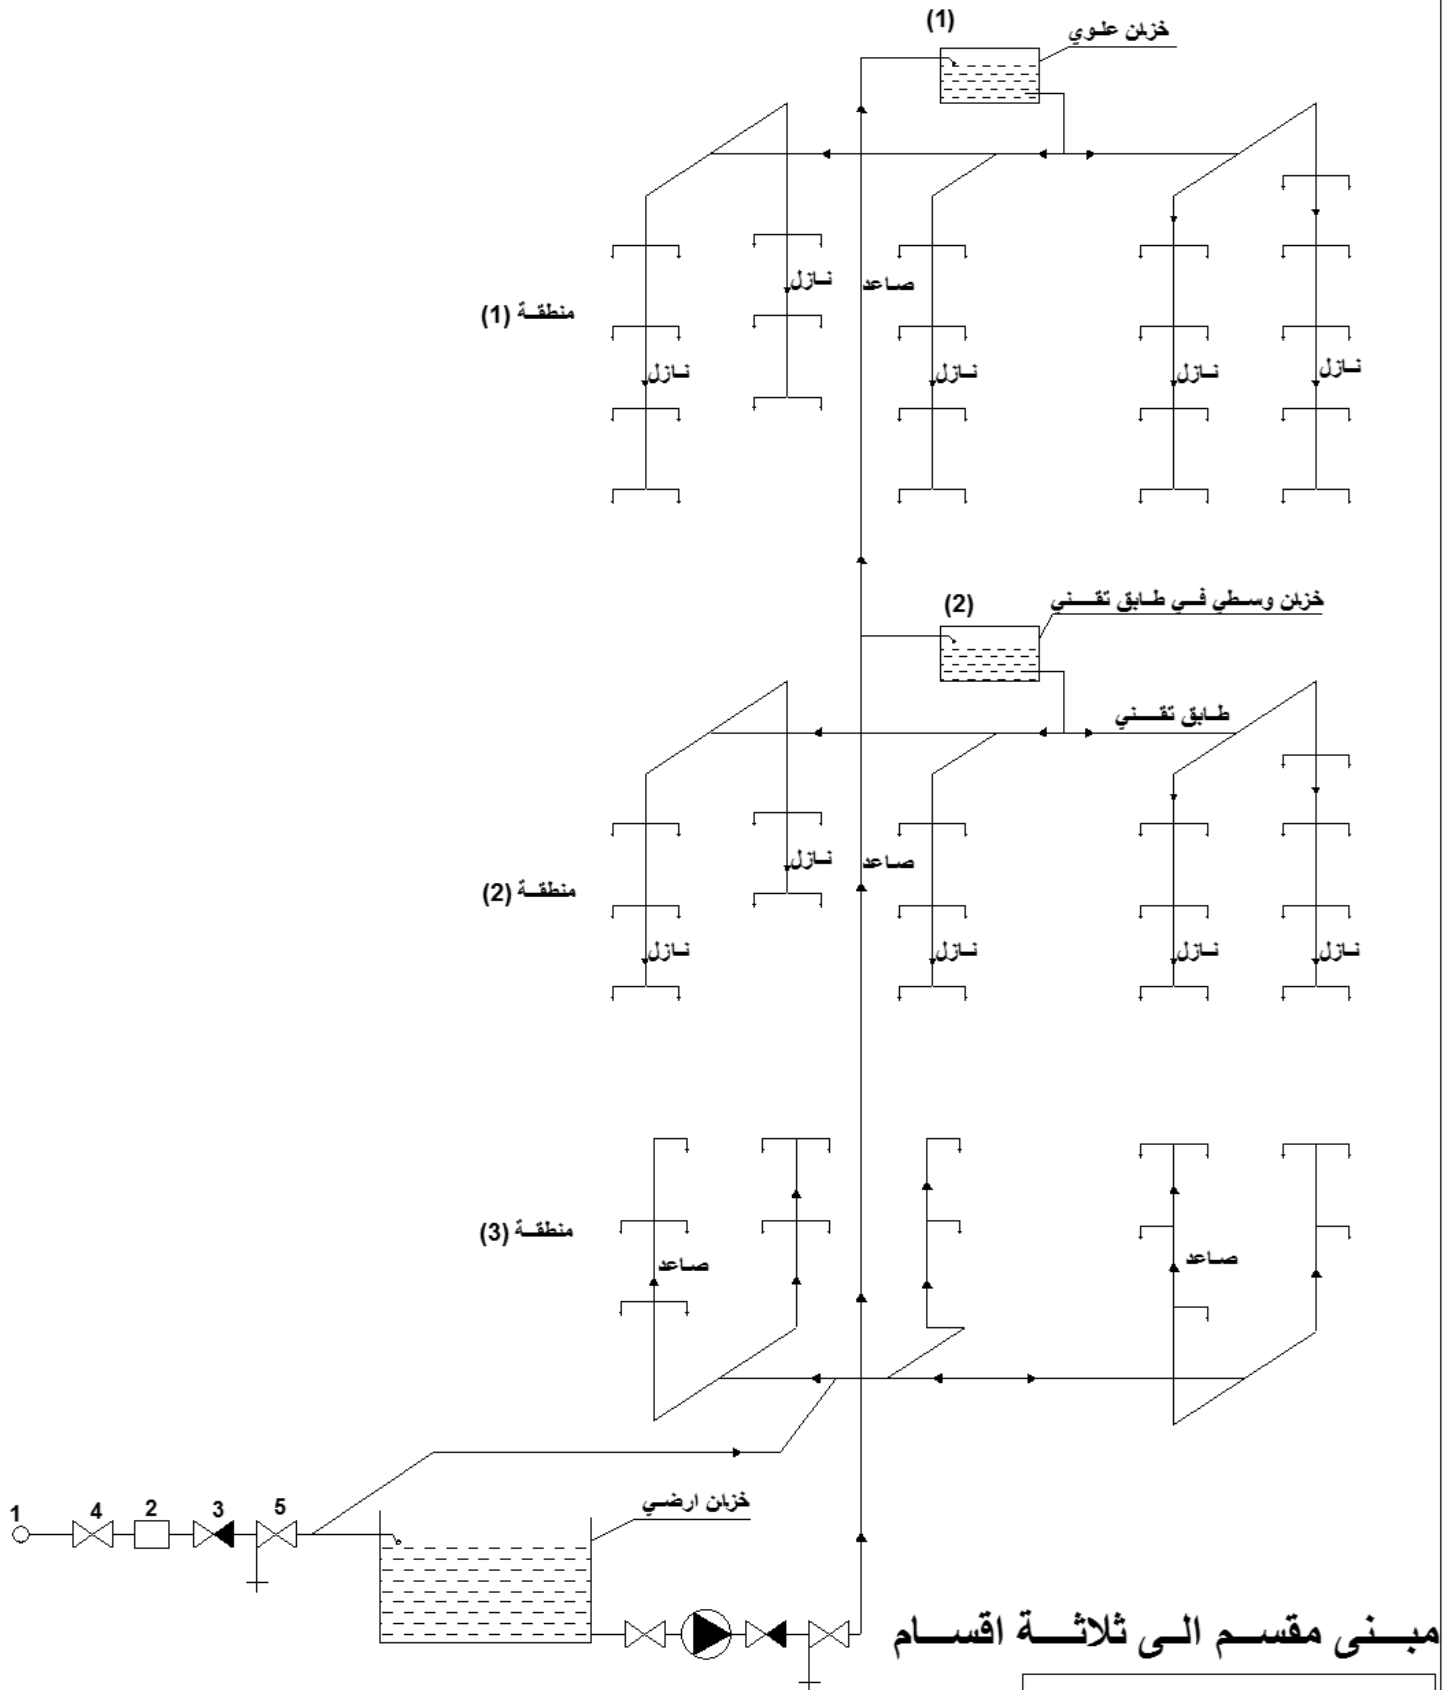 (1)
خزان علوي
نازل
صاعد
منطقة (1)
نازل
نازل
نازل
نازل
(2)
خزان وسطي في طابق تقني
طابق تقني
نازل
صاعد
منطقة (2)
نازل
نازل
نازل
نازل
منطقة (3)
صاعد
صاعد
خزان ارضي
1
4
2
3
5
مبنى مقسم الى ثلاثة اقسام